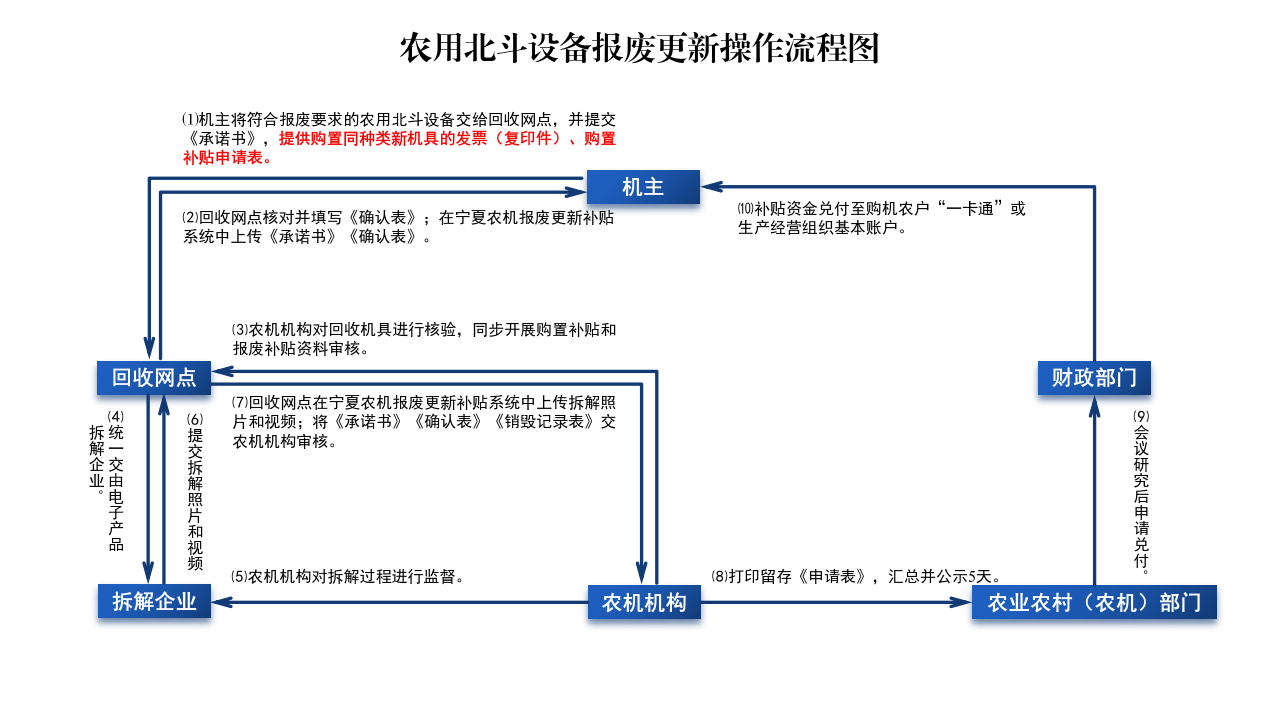 农用北斗设备报废更新操作流程图
⑴机主将符合报废要求的农用北斗设备交给回收网点，并提交
《承诺书》，提供购置同种类新机具的发票（复印件）、购置
补贴申请表。
机主
⑵回收网点核对并填写《确认表》；在宁夏农机报废更新补贴
系统中上传《承诺书》《确认表》。
⑽补贴资金兑付至购机农户“一卡通”或
生产经营组织基本账户。
⑶农机机构对回收机具进行核验，同步开展购置补贴和
报废补贴资料审核。
回收网点
财政部门
⑺回收网点在宁夏农机报废更新补贴系统中上传拆解照
片和视频；将《承诺书》《确认表》《销毁记录表》交
农机机构审核。
⑷统一交由电子产品
拆解企业。
⑹提交拆解照片和视频
⑼会议研究后申请兑付。
⑸农机机构对拆解过程进行监督。
⑻打印留存《申请表》，汇总并公示5天。
拆解企业
农机机构
农业农村（农机）部门